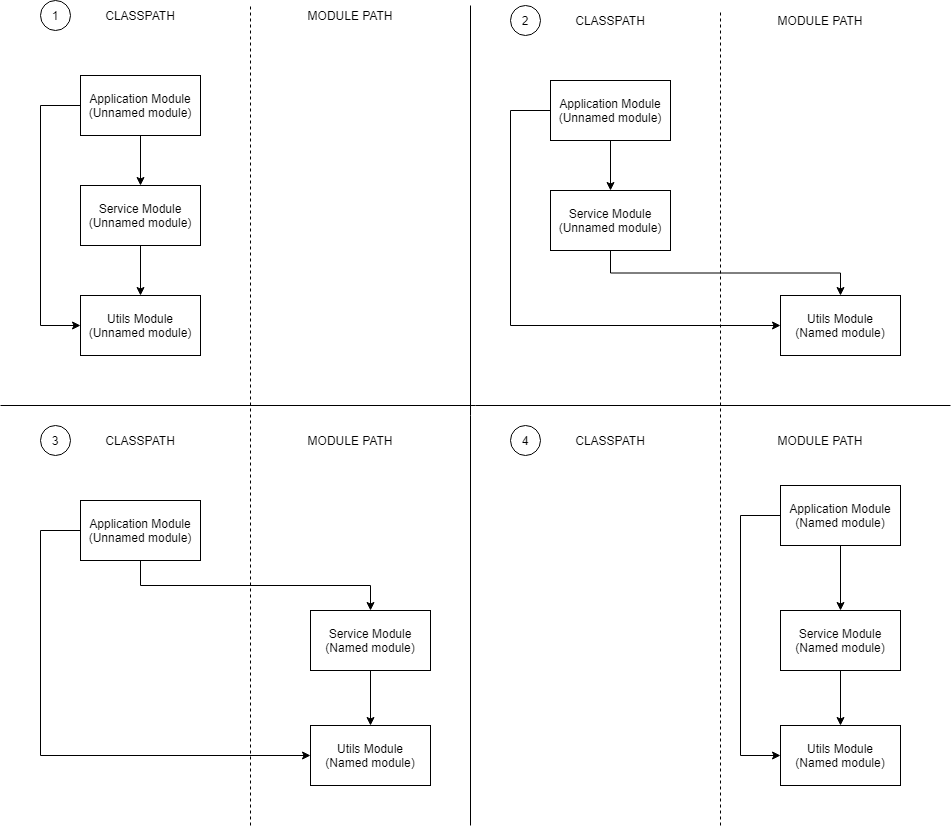 1
CLASSPATH
MODULE PATH
Application Module
(Unnamed module)
Service Module
(Unnamed module)
Utils Module
(Unnamed module)
2
CLASSPATH
MODULE PATH
Application Module
(Unnamed module)
Service Module
(Unnamed module)
Utils Module
(Named module)
3
CLASSPATH
MODULE PATH
Application Module
(Unnamed module)
Service Module
(Named module)
Utils Module
(Named module)
4
CLASSPATH
MODULE PATH
Application Module
(Named module)
Service Module
(Named module)
Utils Module
(Named module)